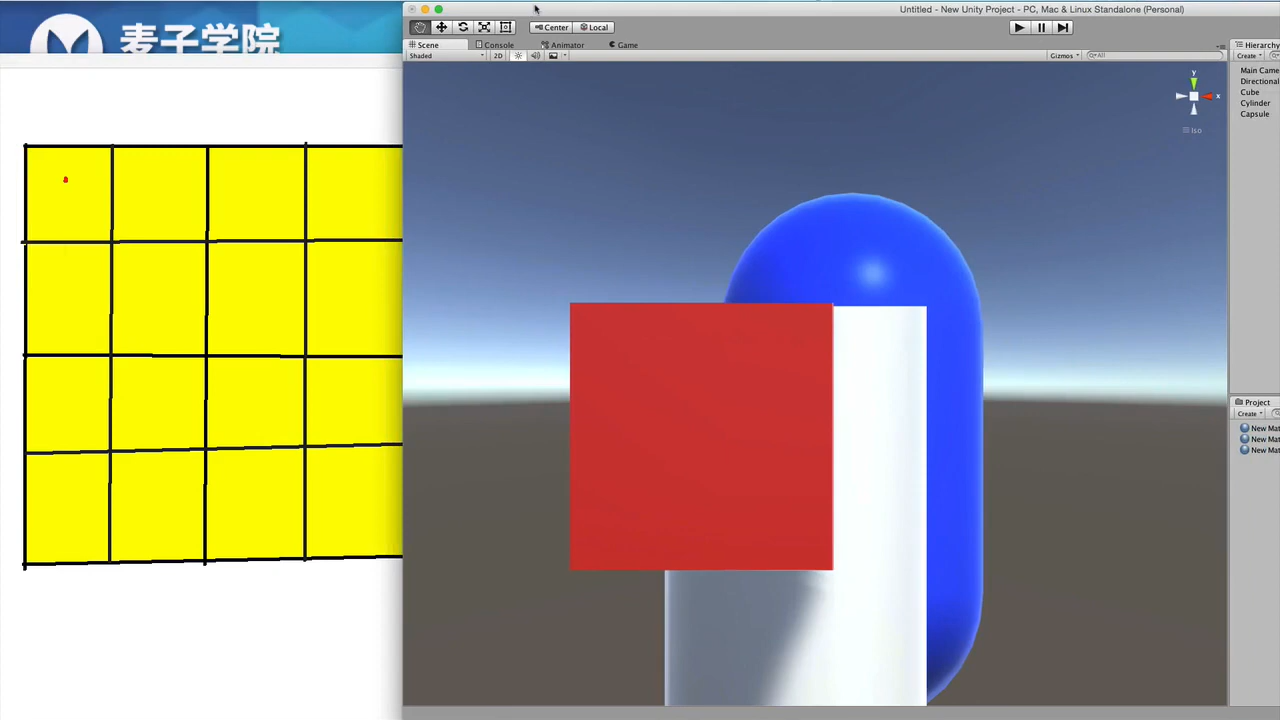 麦子学院
Untitled - New Unity Project - PC, Mac & Linux Standalone (Personal)
Center
Local
Scene
Console
Animator
Game
Hierarchy
Shaded
2D
Gizmos
All
Create
Main Came
Directional
Cube
Cylinder
Capsule
y
x
Iso
Project
Create
New Mat
New Mat
New Mat